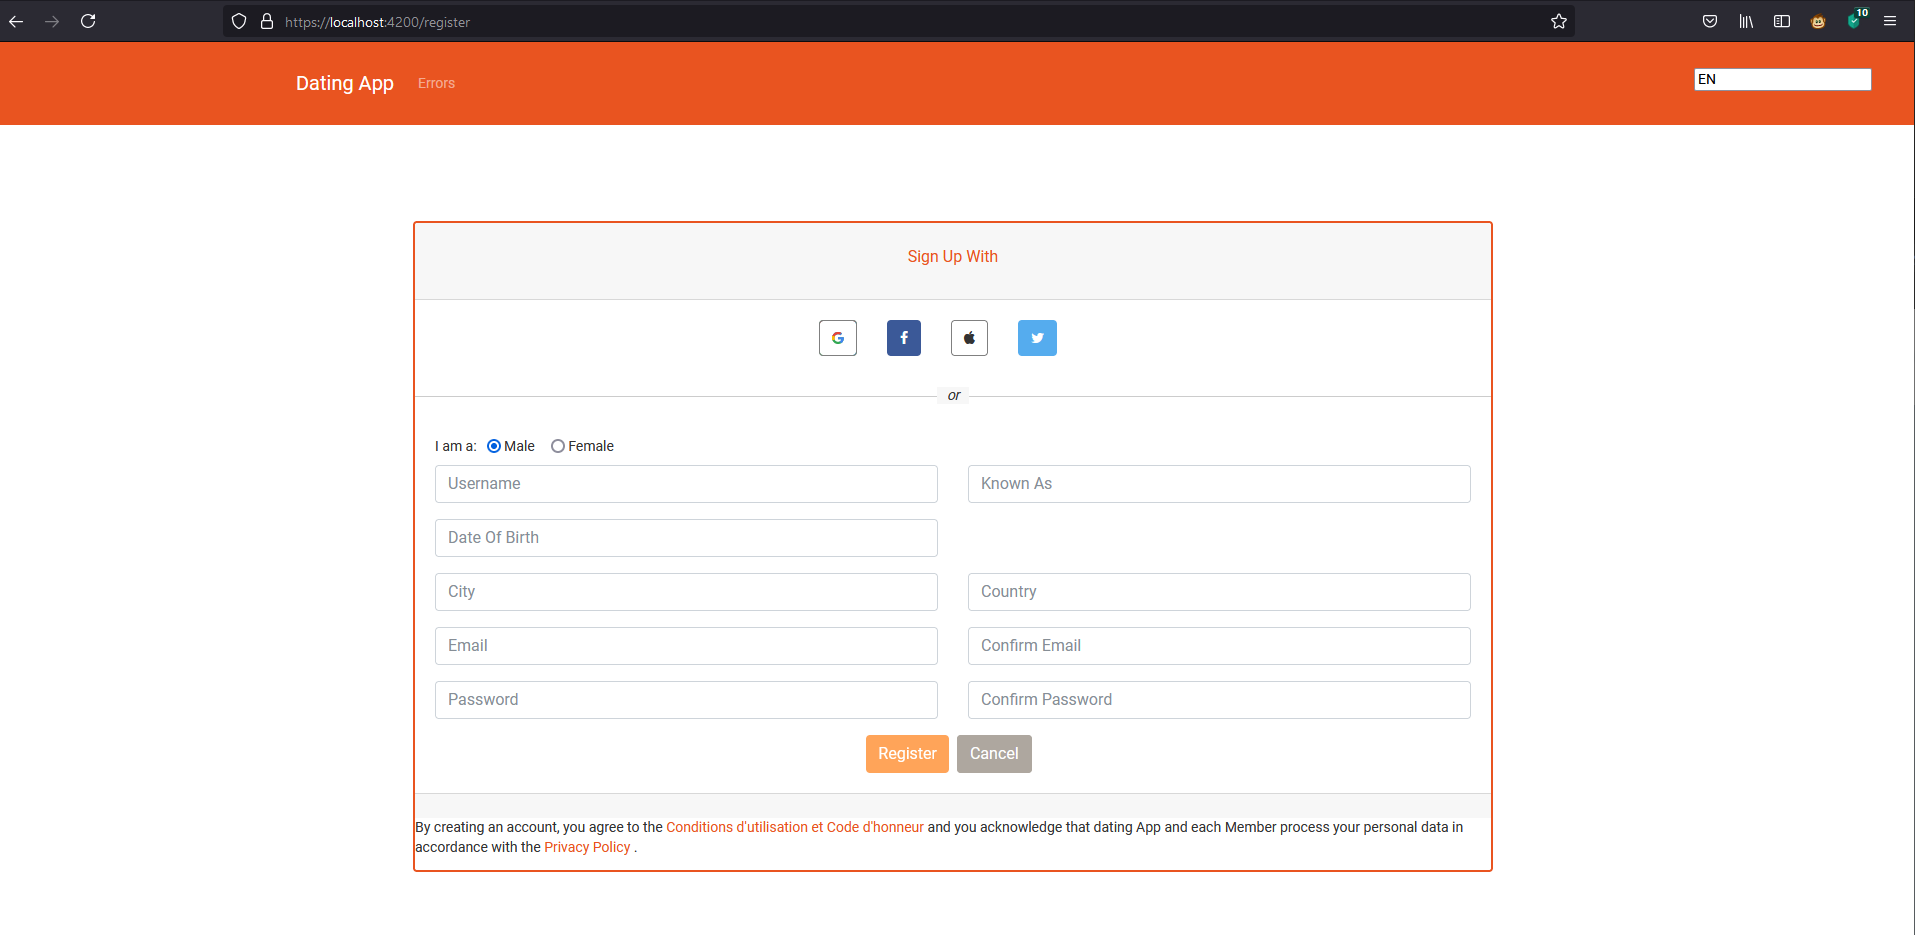 https://localhost:4200/register
10
Dating App Errors
EN
Sign Up With
or
I am a: Male Female
Username Known As
Date Of Birth
City Country
Email Confirm Email
Password Confirm Password
Register Cancel
By creating an account, you agree to the Conditions d'utilisation et Code d'honneur and you acknowledge that dating App and each Member process your personal data in
accordance with the Privacy Policy .